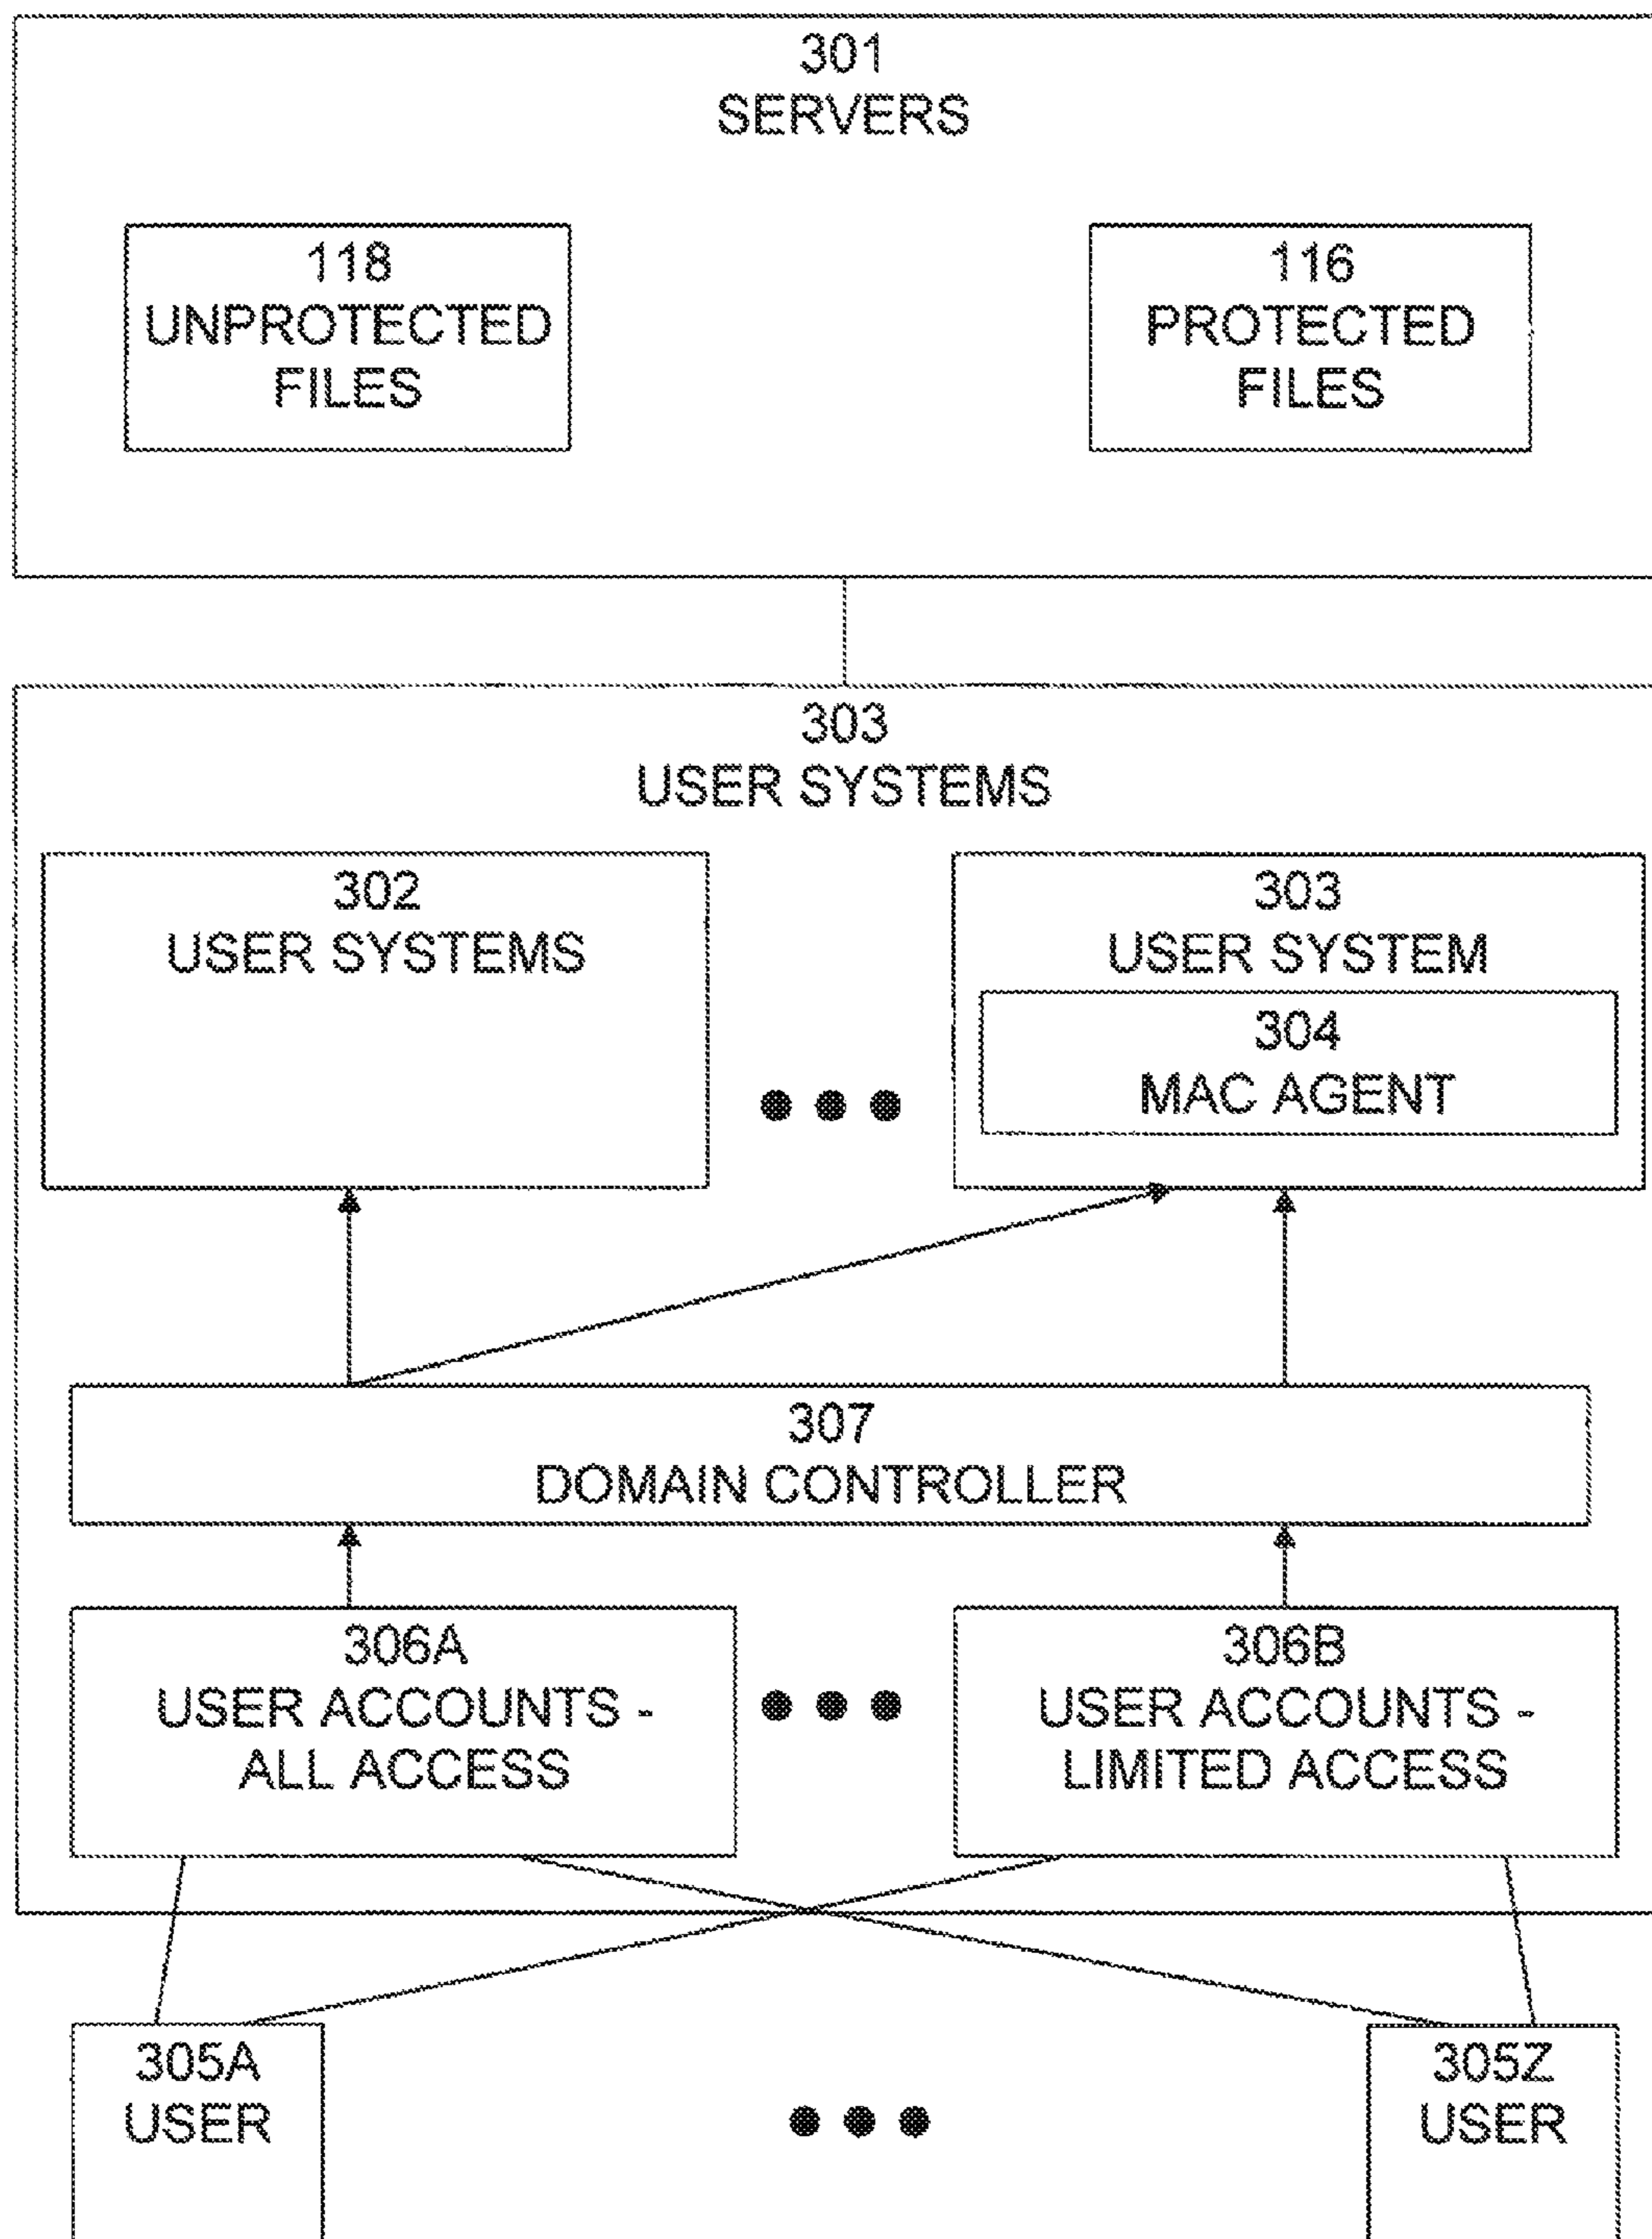 301
SERVERS
118
UNPROTECTED
FILES
116
PROTECTED
FILES
303
USER SYSTEMS
302
USER SYSTEMS
303
USER SYSTEM
304
MAC AGENT
307
DOMAIN CONTROLLER
306A
USER ACCOUNTS -
ALL ACCESS
306B
USER ACCOUNTS -
LIMITED ACCESS
305A
USER
305Z
USER